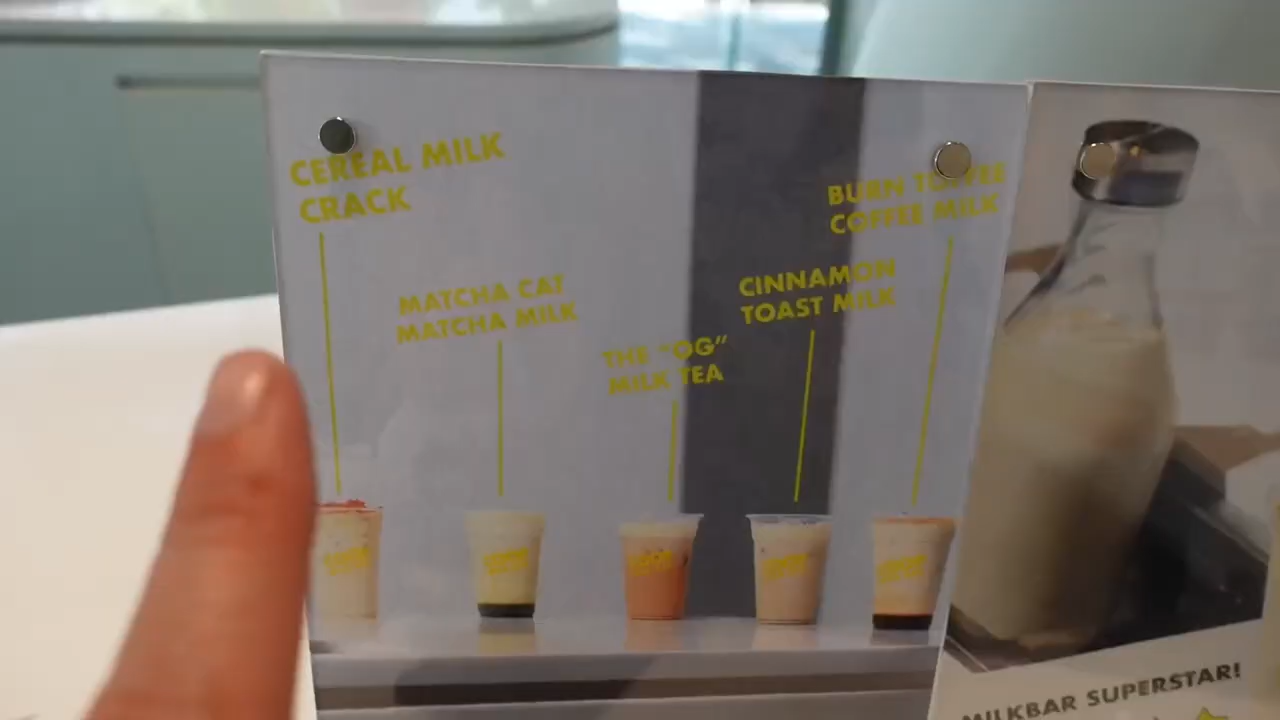 CEREAL MILK
CRACK
BURN TOFFEE
COFFEE MILK
CINNAMON
TOAST MILK
MATCHA CAT
MATCHA MILK
THE "OG"
MILK TEA
MILKBAR SUPERSTAR!